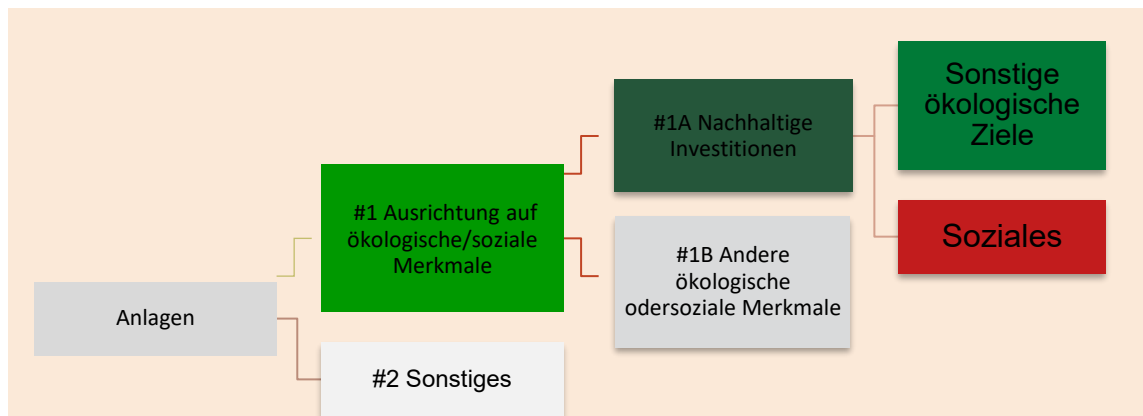 Anlagen
#1 Ausrichtung auf
ökologische/soziale
Merkmale
#2 Sonstiges
#1A Nachhaltige
Investitionen
#1B Andere
ökologische
odersoziale Merkmale
Sonstige
ökologische
Ziele
Soziales